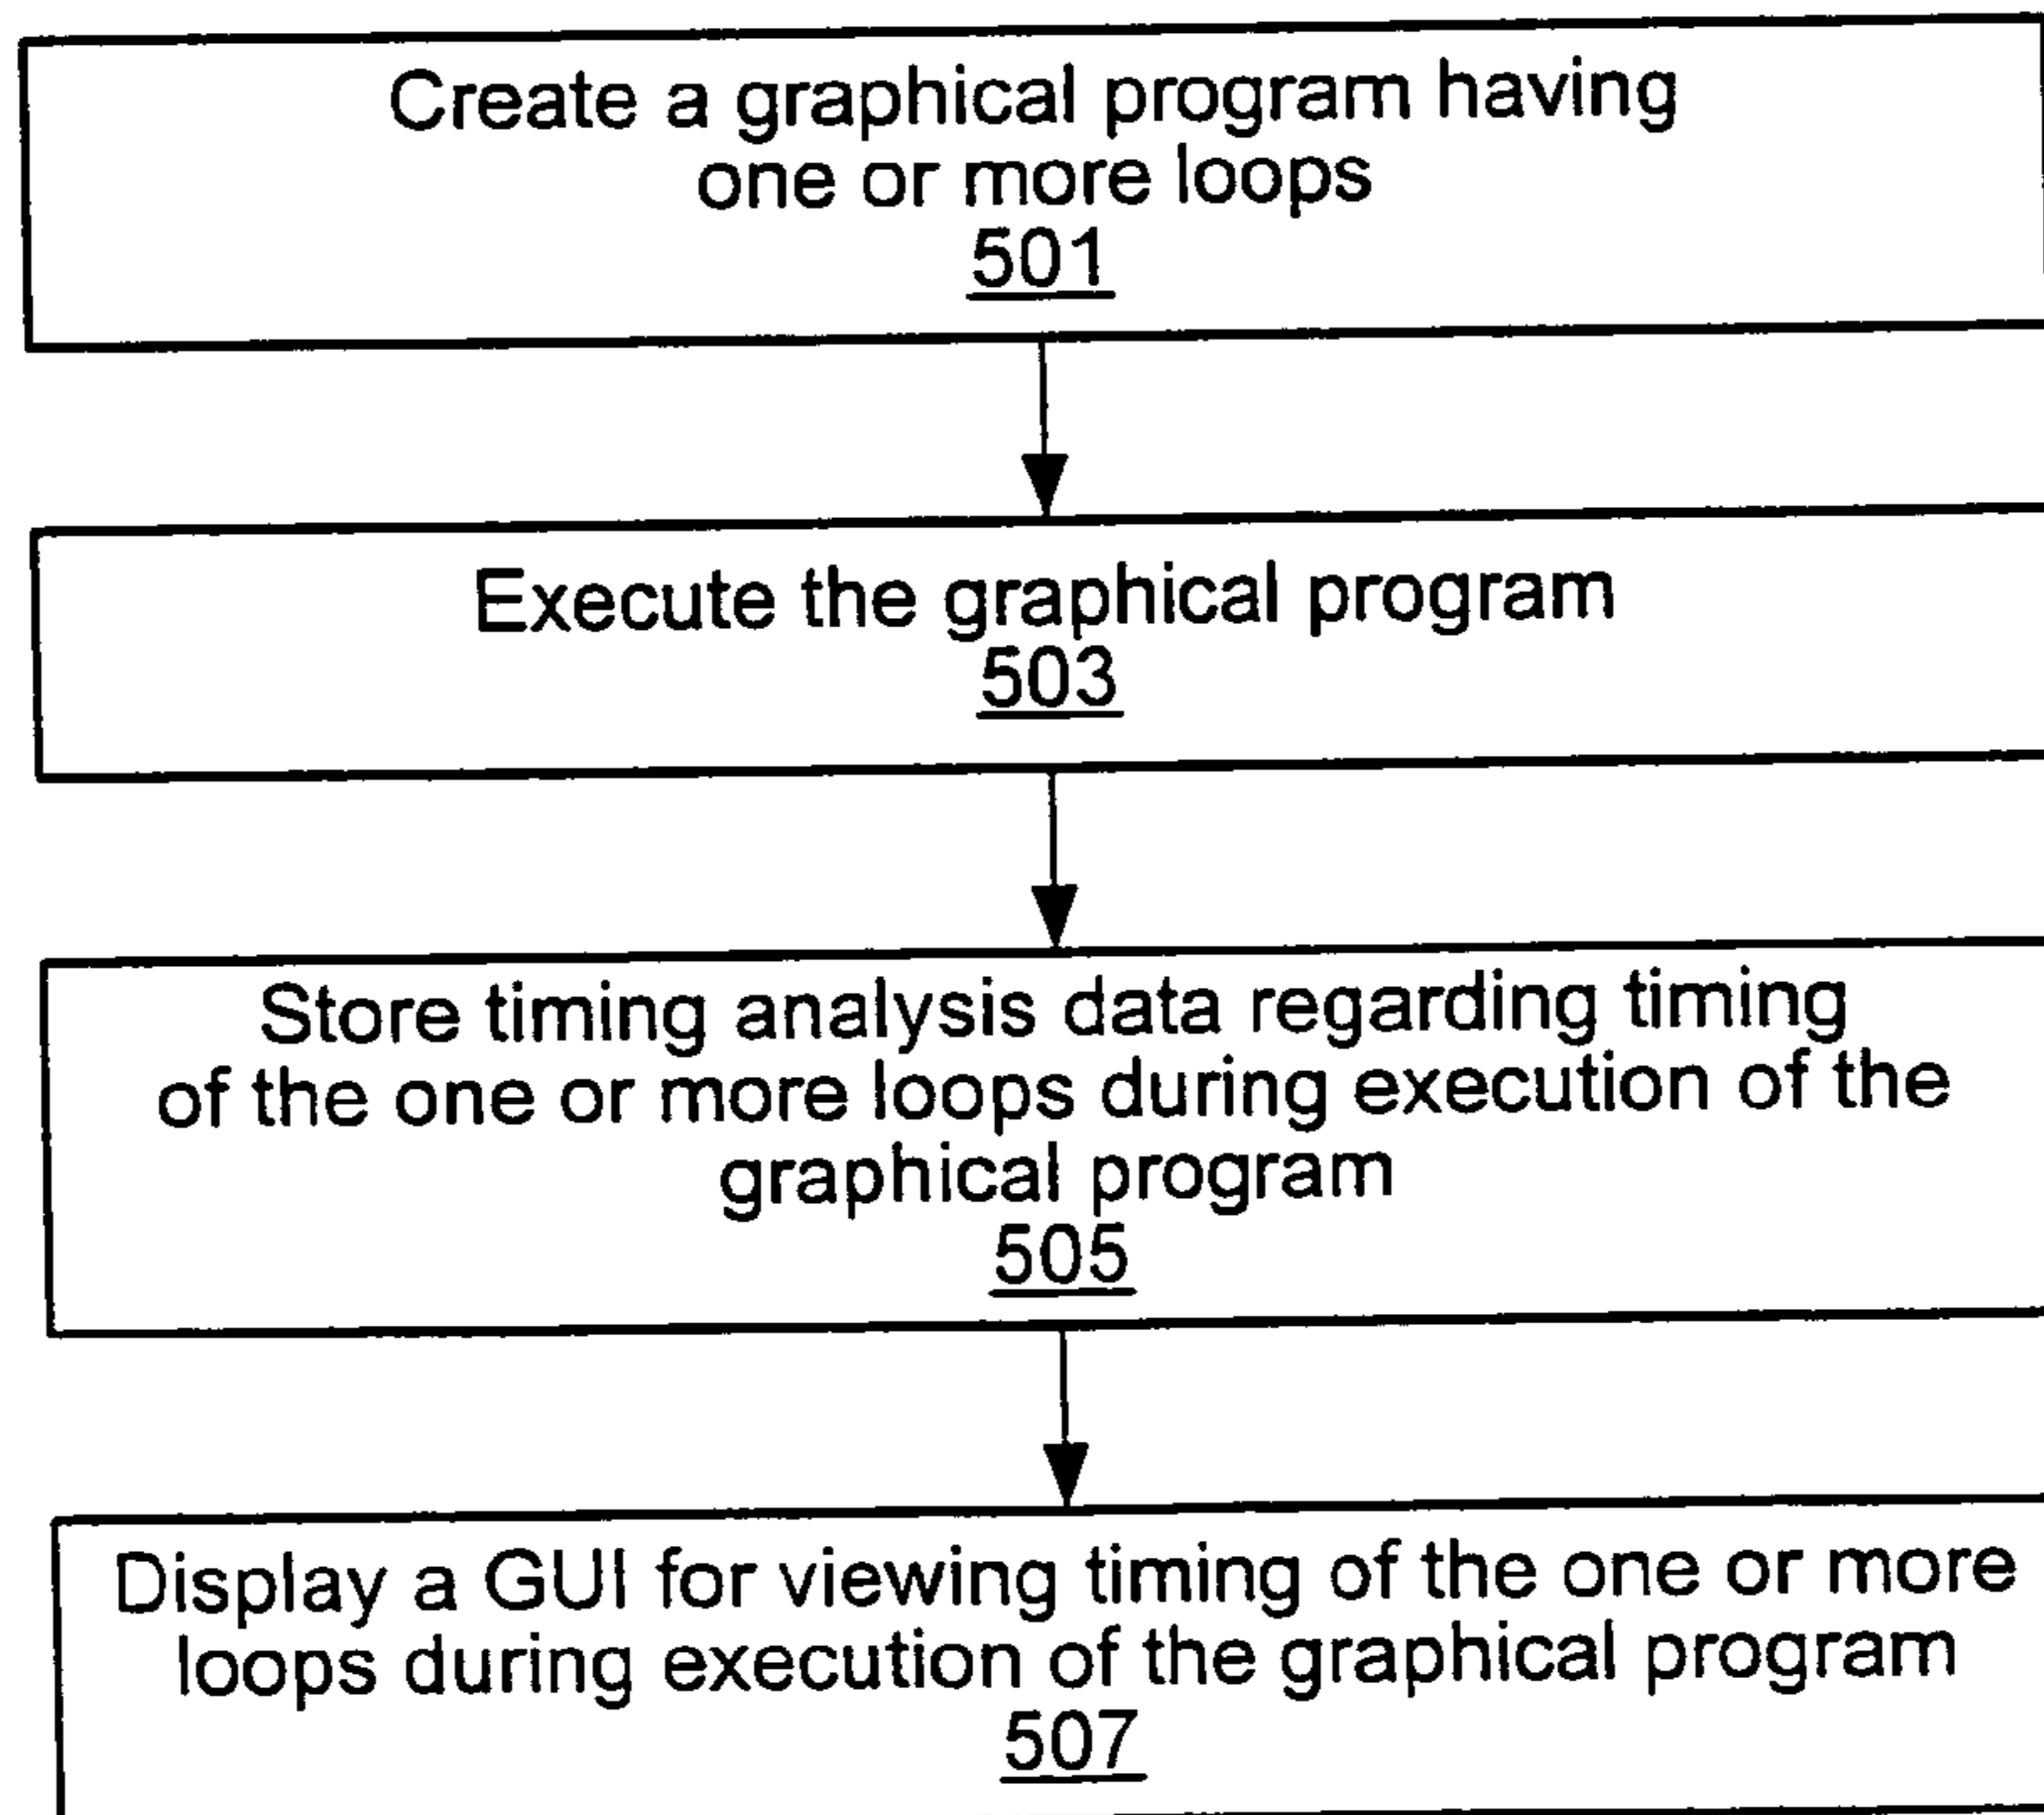 Create a graphical program having
one or more loops
501
Execute the graphical program
503
Store timing analysis data regarding timing
of the one or more loops during execution of the
graphical program
505
Display a GUI for viewing timing of the one or more
loops during execution of the graphical program
507